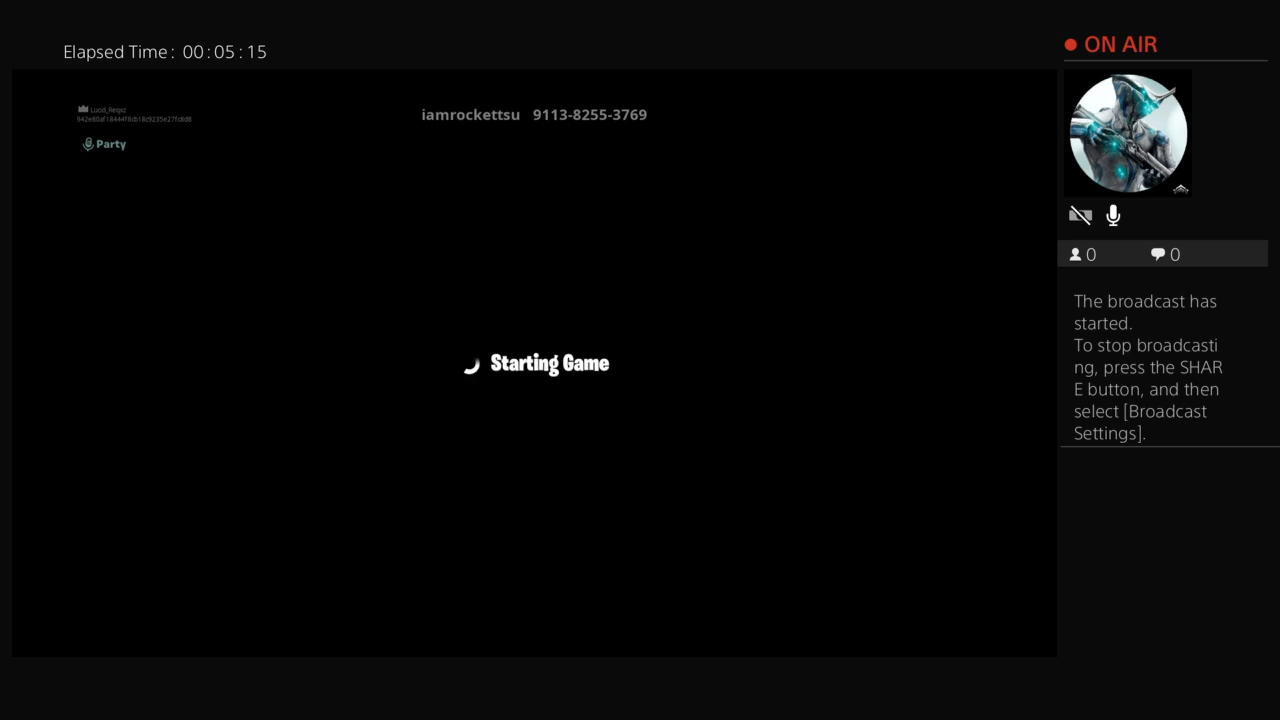 Elapsed Time: 00:05:15
ON AIR
Lucid_Reqxz
iamrockettsu 9113-8255-3769
Party
0 0
Starting Game
The broadcast has
started.
To stop broadcasti
ng, press the SHAR
E button, and then
select [Broadcast
Settings].